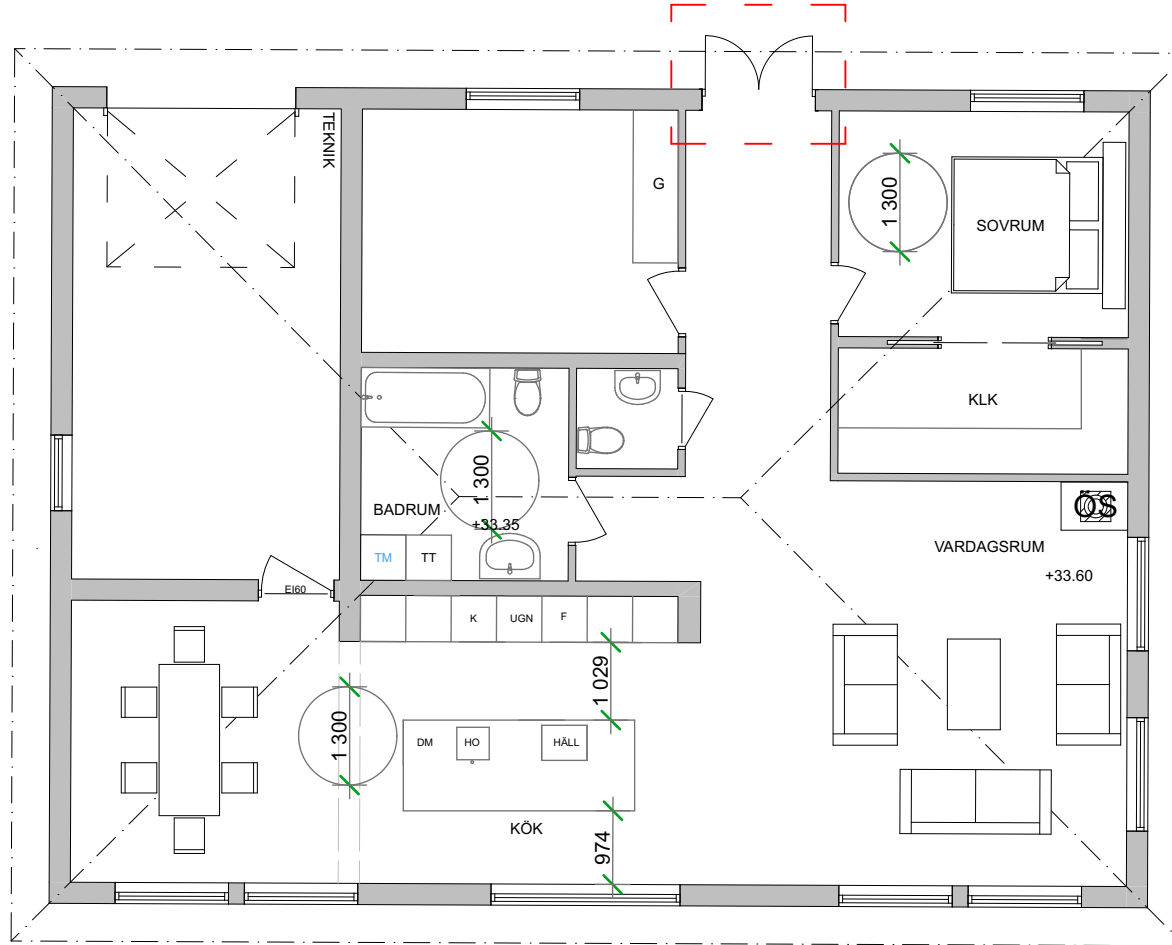 TEKNIK
G
1 300
SOVRUM
KLK
1 300
BADRUM
+33.35
TM
TT
ÖS
VARDAGSRUM
+33.60
EI60
K
UGN
F
1 029
1 300
DM
HO
HÄLL
KÖK
974